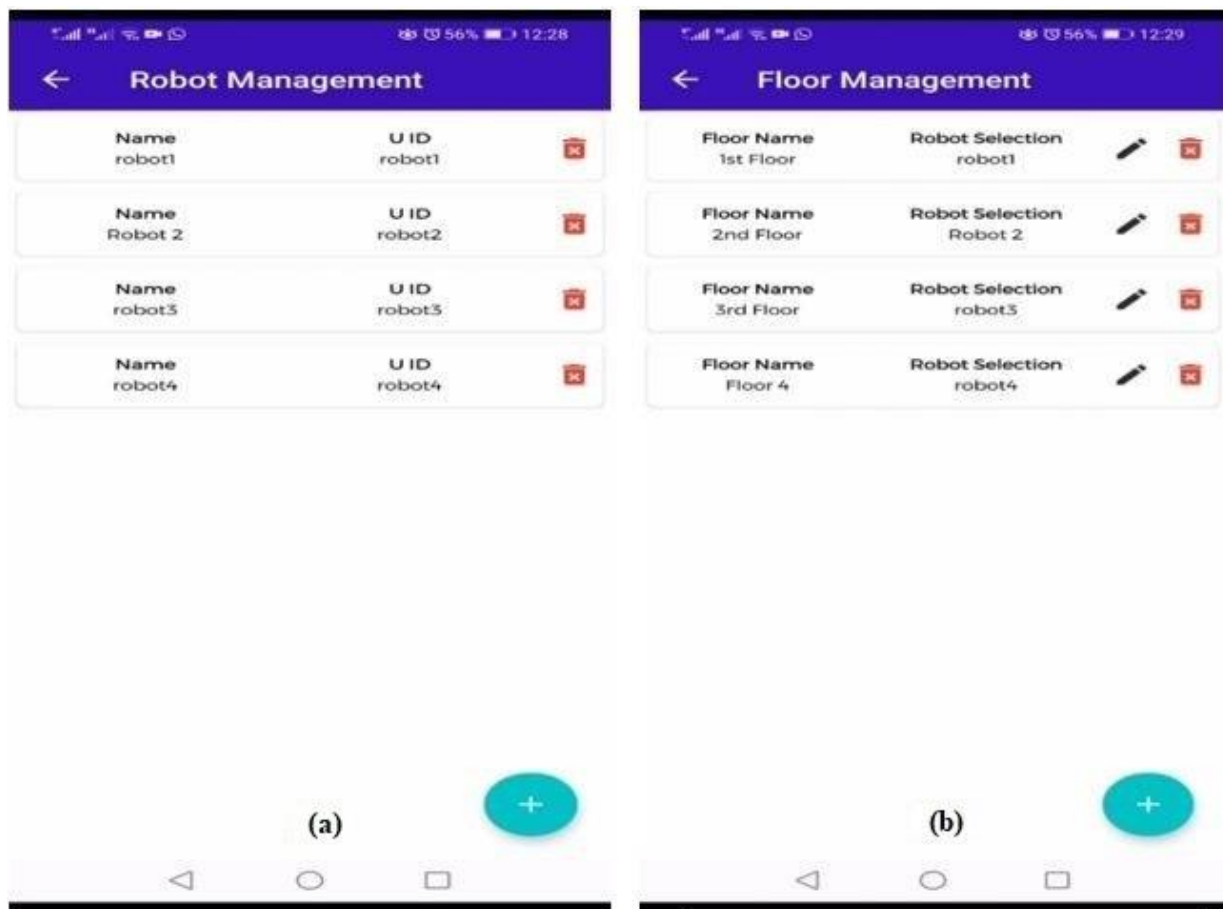 56% 12:28
Robot Management
Name U ID
robot1 robot1
Name U ID
Robot 2 robot2
Name U ID
robot3 robot3
Name U ID
robot4 robot4
(a)
56% 12:29
Floor Management
Floor Name Robot Selection
1st Floor robot1
Floor Name Robot Selection
2nd Floor Robot 2
Floor Name Robot Selection
3rd Floor robot3
Floor Name Robot Selection
Floor 4 robot4
(b)